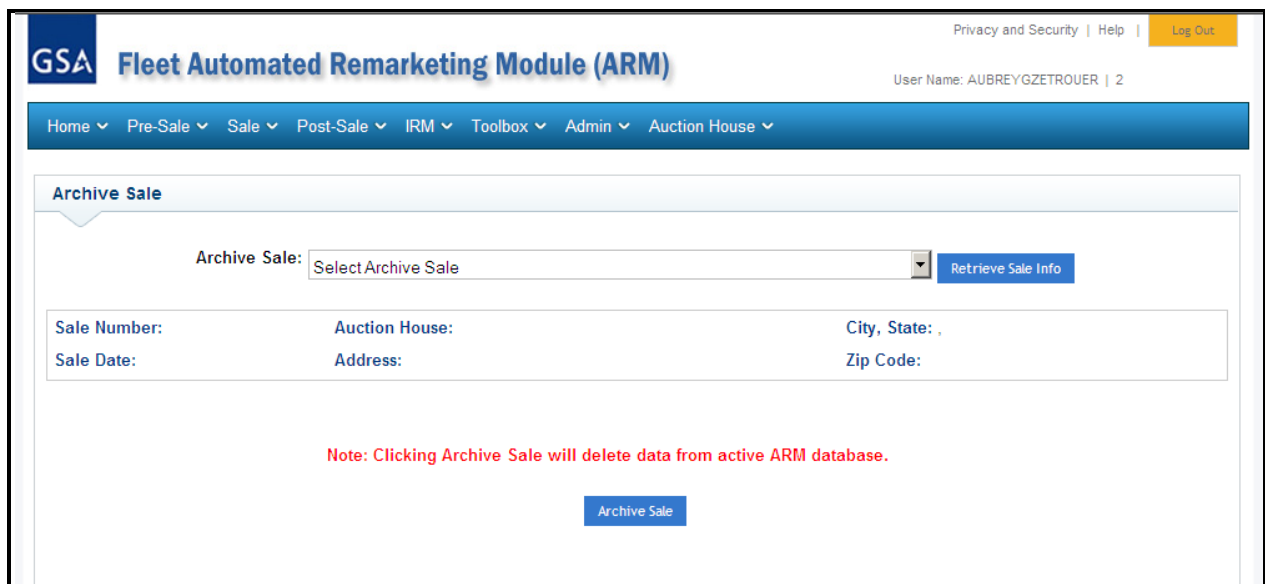 Privacy and Security | Help | Log Out
GSA Fleet Automated Remarketing Module (ARM)
User Name: AUBREYGZETROUER | 2
Home Pre-Sale Sale Post-Sale IRM Toolbox Admin Auction House
Archive Sale
Archive Sale: Select Archive Sale Retrieve Sale Info
Sale Number: Auction House: City, State: ,
Sale Date: Address: Zip Code:
Note: Clicking Archive Sale will delete data from active ARM database.
Archive Sale